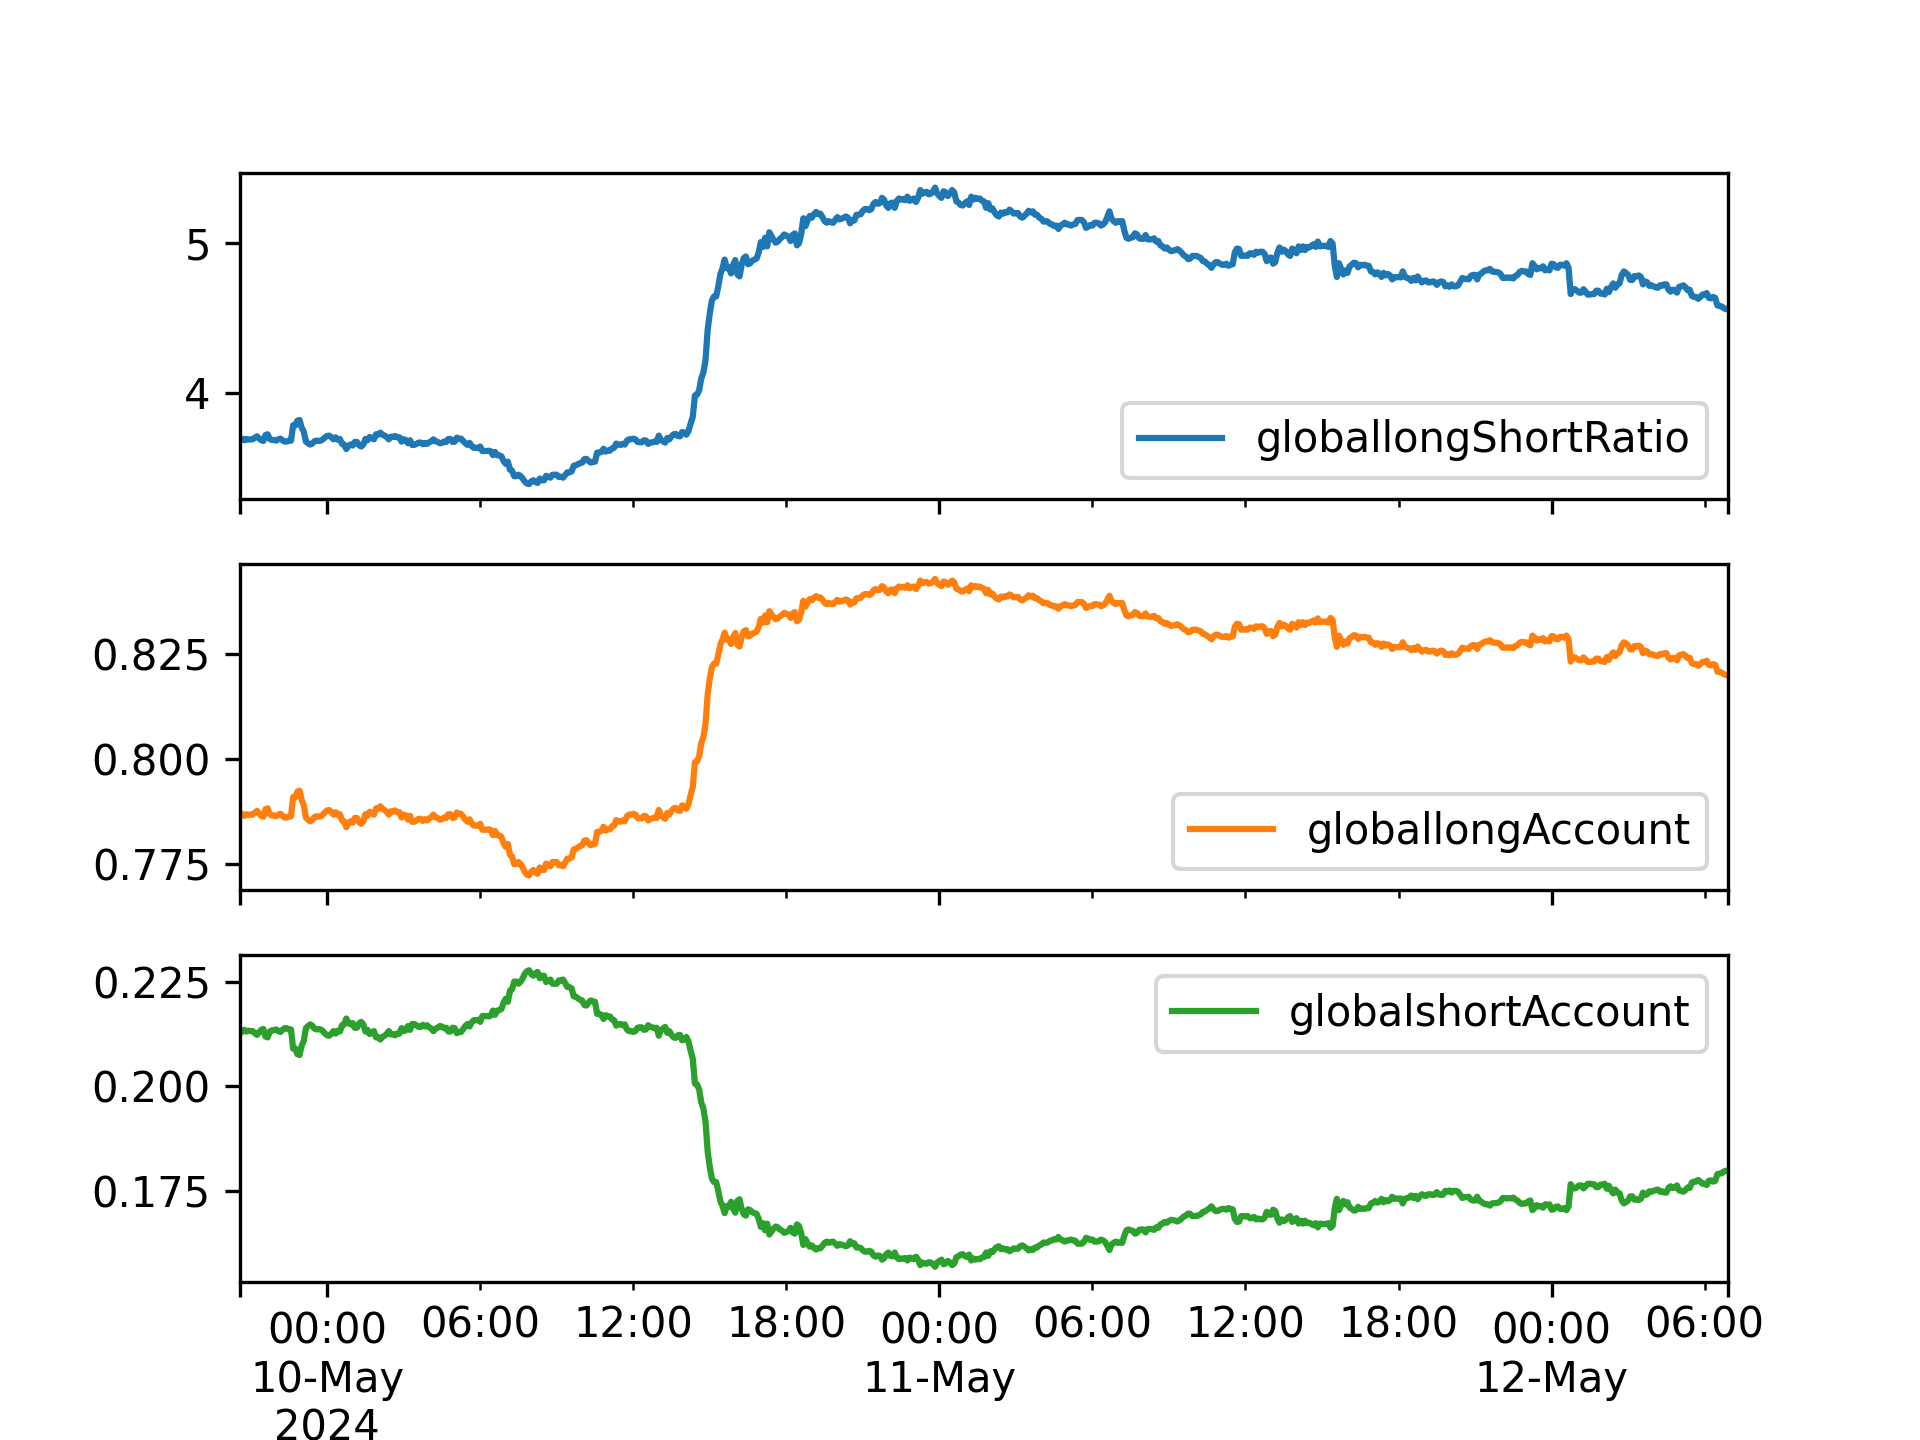 5
4
globallongShortRatio
0.825
0.800
0.775
globallongAccount
0.225
0.200
0.175
globalshortAccount
00:00 06:00 12:00 18:00 00:00 06:00 12:00 18:00 00:00 06:00
10-May 11-May 12-May
2024